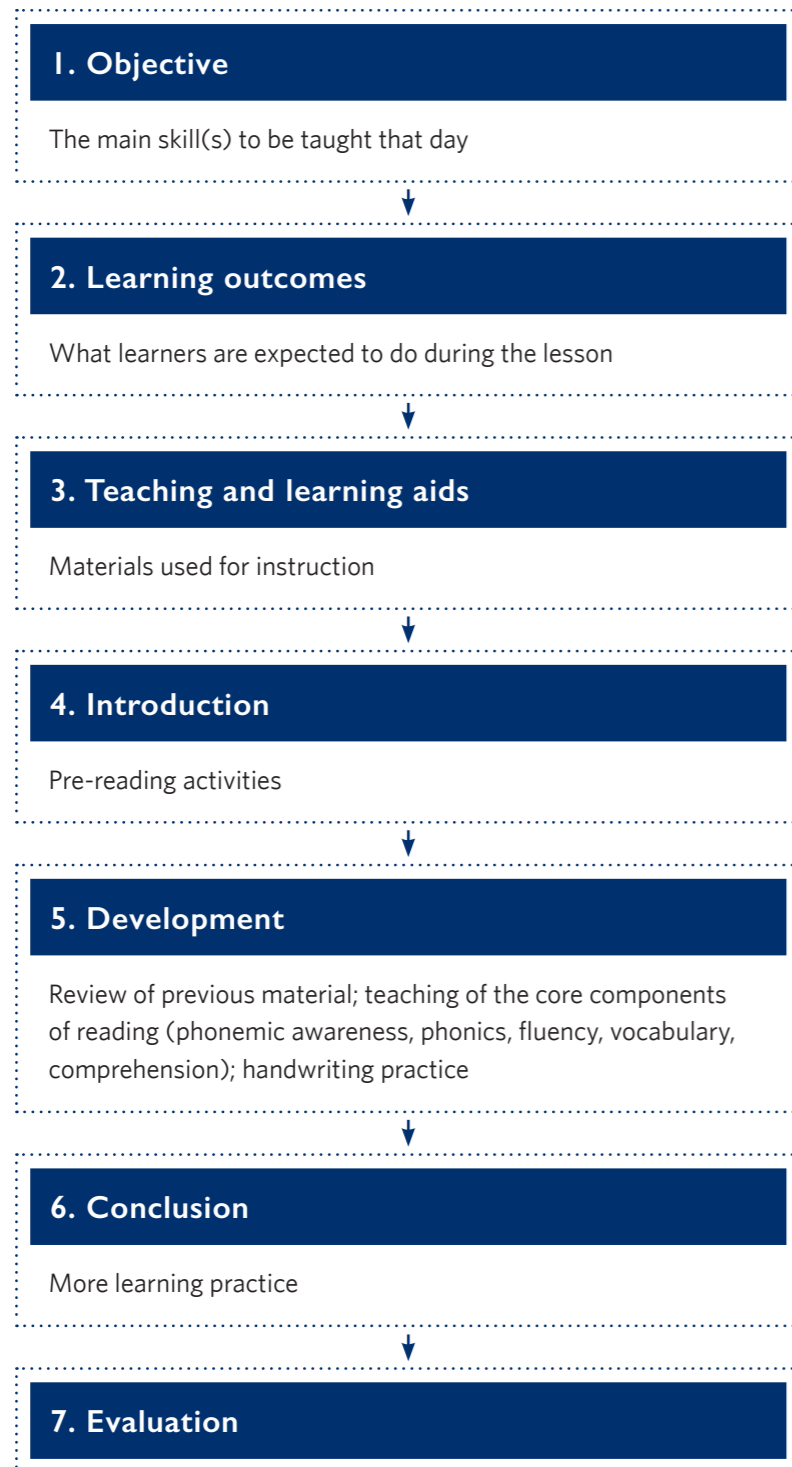 1. Objective
The main skill(s) to be taught that day
2. Learning outcomes
What learners are expected to do during the lesson
3. Teaching and learning aids
Materials used for instruction
4. Introduction
Pre-reading activities
5. Development
Review of previous material; teaching of the core components
of reading (phonemic awareness, phonics, fluency, vocabulary,
comprehension); handwriting practice
6. Conclusion
More learning practice
7. Evaluation